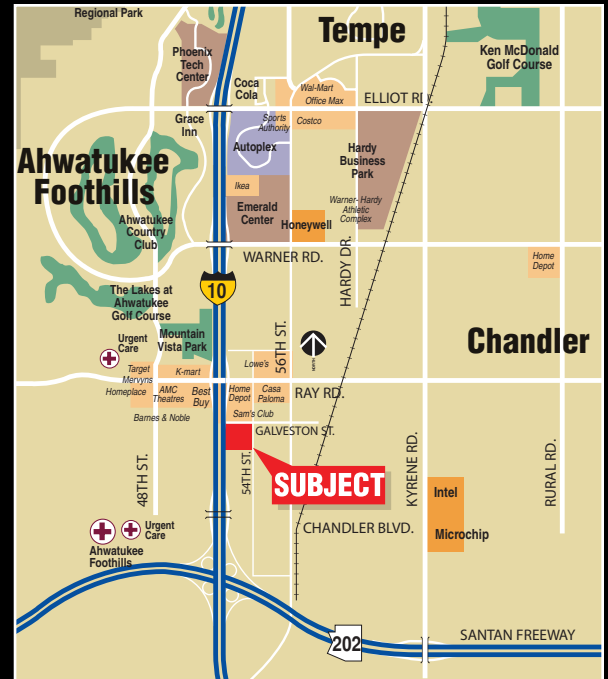 Regional Park
Tempe
Phoenix
Tech
Center
Coca
Cola
Wal-Mart
Office Max
Ken McDonald
Golf Course
ELLIOT RD.
Grace
Inn
Sports
Authority
Costco
Autoplex
Hardy
Business
Park
Ahwatukee
Foothills
Ikea
Emerald
Center
Honeywell
Warner- Hardy
Athletic
Complex
Ahwatukee
Country
Club
WARNER RD.
HARDY DR.
Home
Depot
10
The Lakes at
Ahwatukee
Golf Course
Mountain
Vista Park
56TH ST.
Chandler
Urgent
Care
Lowe's
Target
Mervyns
K-mart
Homeplace
AMC
Theatres
Best
Buy
Home
Depot
Casa
Paloma
RAY RD.
Barnes & Noble
Sam's Club
GALVESTON ST.
48TH ST.
54TH ST.
SUBJECT
KYRENE RD.
RURAL RD.
Intel
Microchip
Urgent
Care
Ahwatukee
Foothills
CHANDLER BLVD.
202
SANTAN FREEWAY